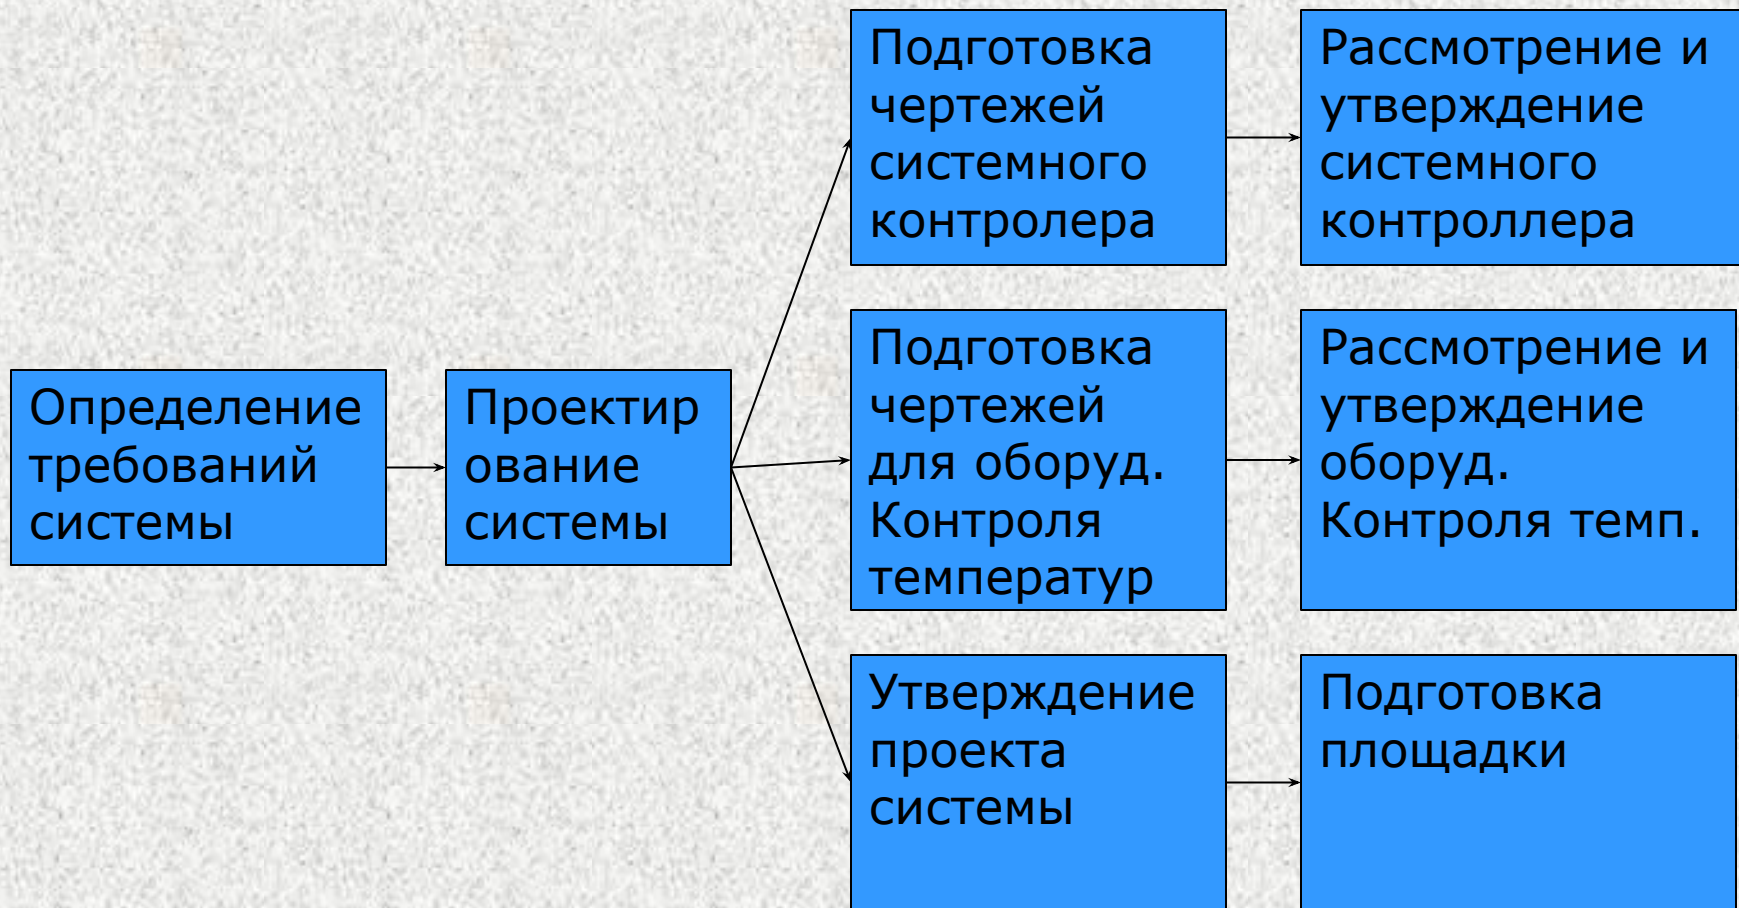 Определение
требований
системы
Проектир
ование
системы
Подготовка
чертежей
системного
контролера
Рассмотрение и
утверждение
системного
контроллера
Подготовка
чертежей
для оборуд.
Контроля
температур
Рассмотрение и
утверждение
оборуд.
Контроля темп.
Утверждение
проекта
системы
Подготовка
площадки